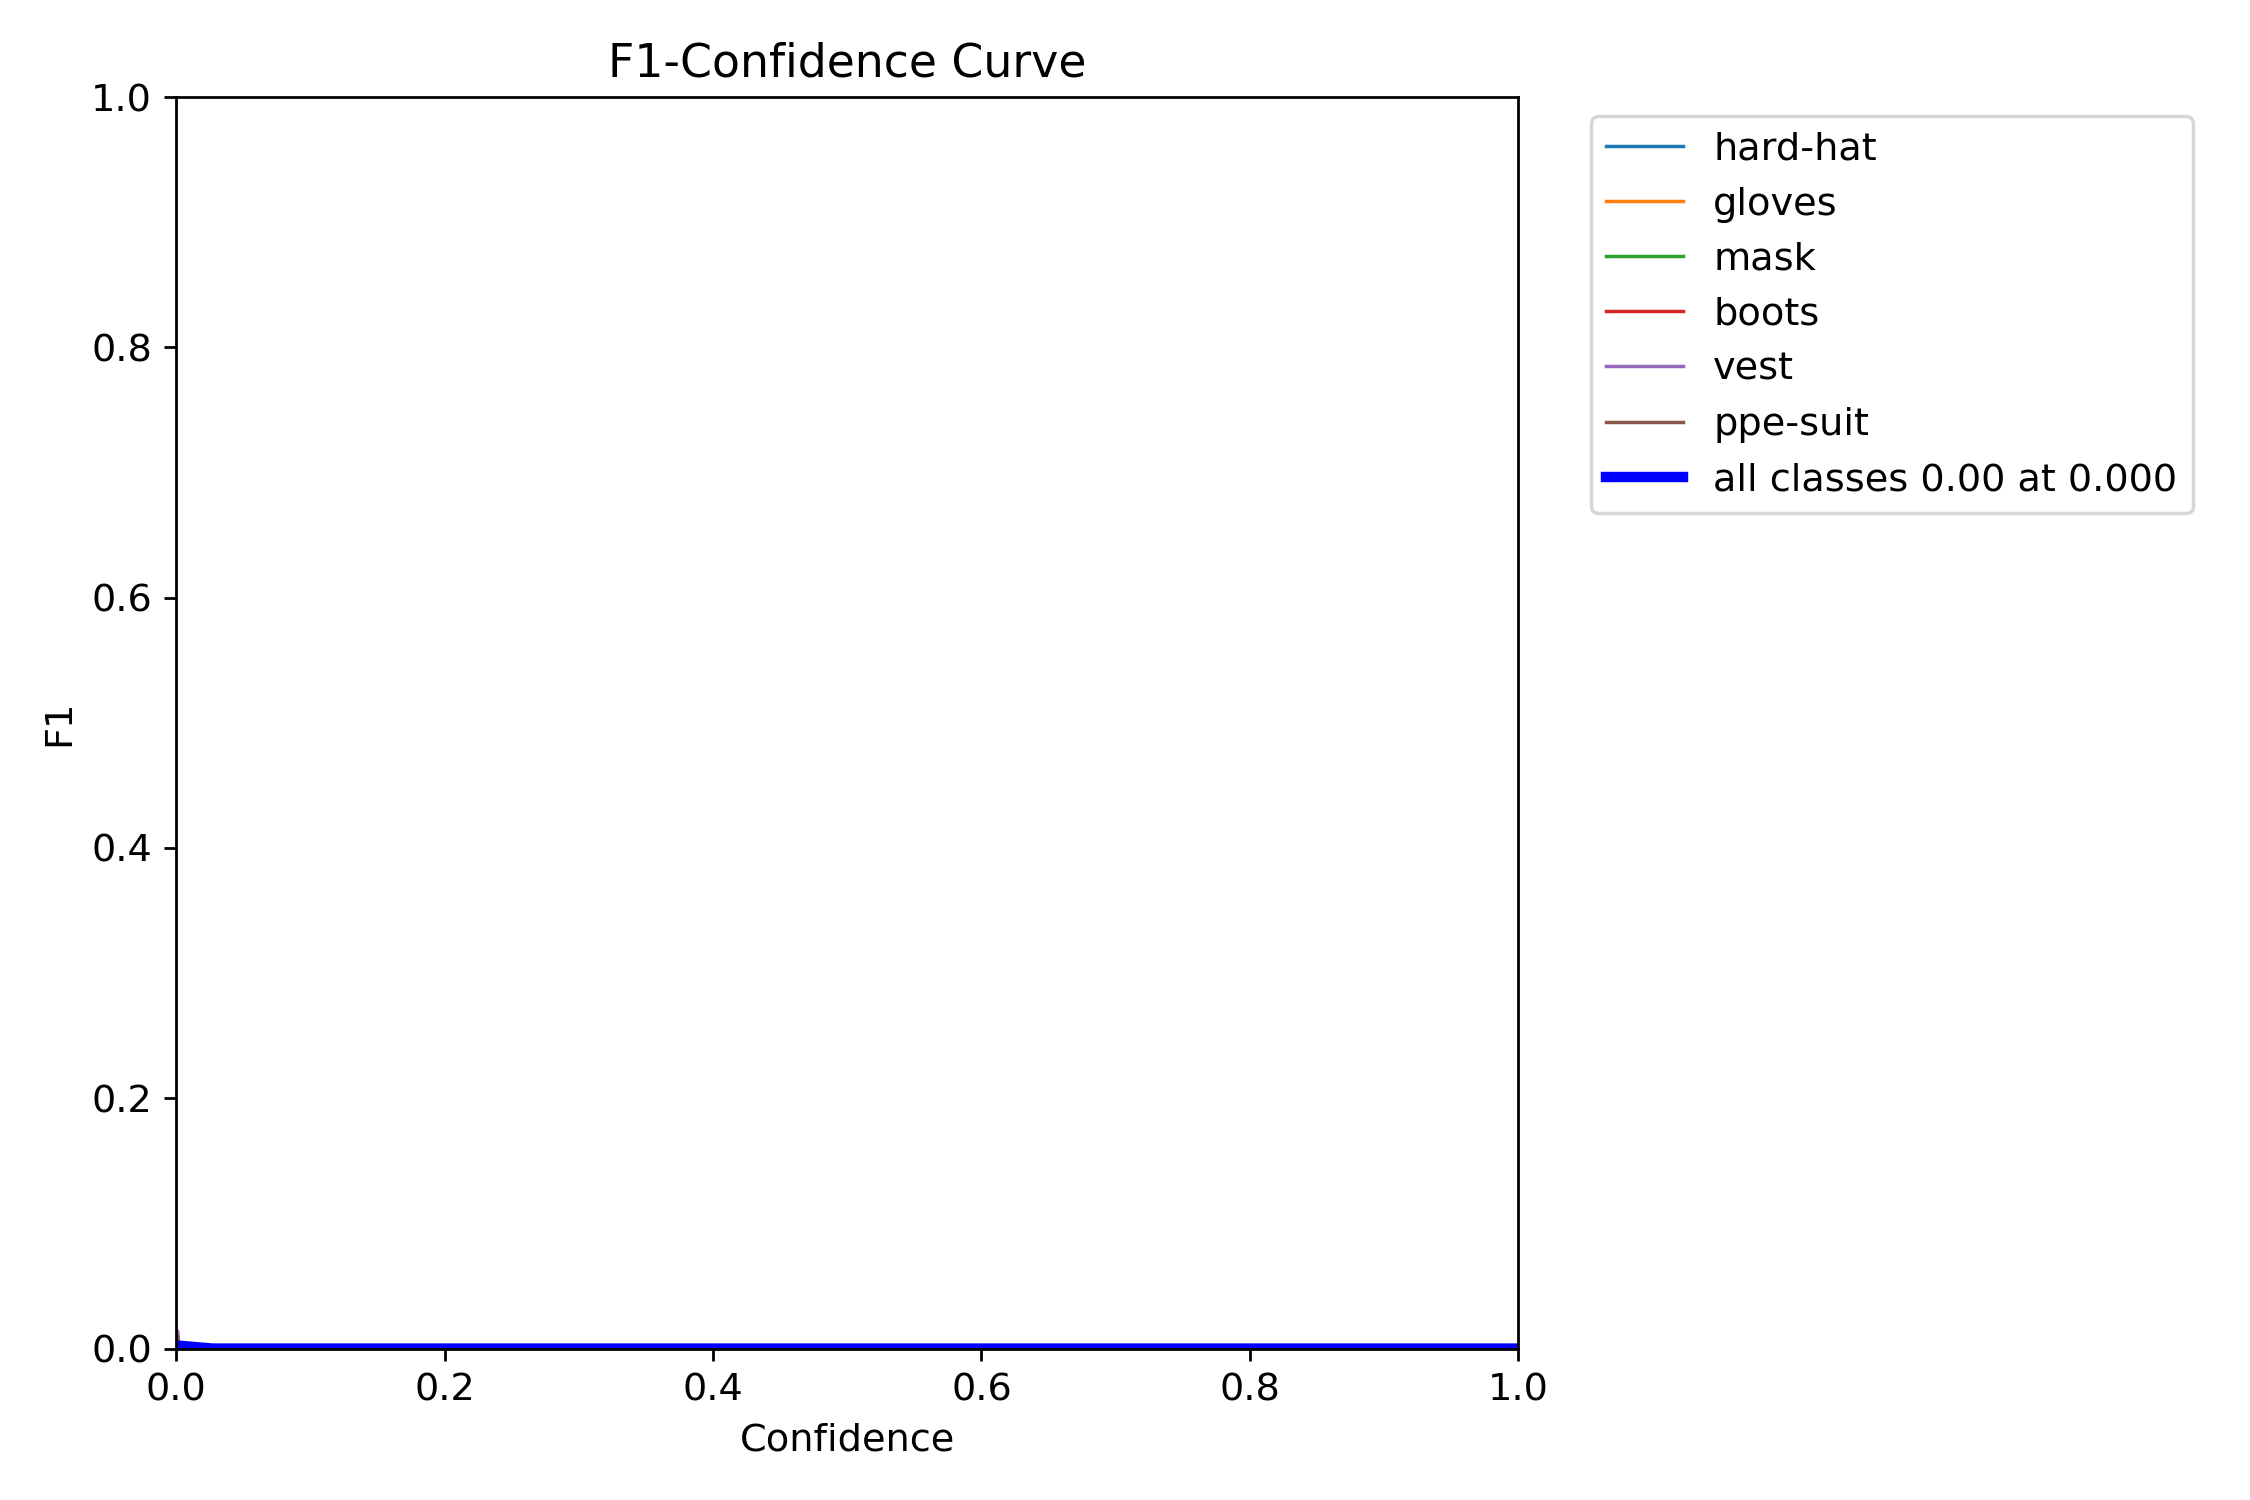 F1-Confidence Curve
1.0
0.8
0.6
0.4
0.2
0.0
F1
0.0 0.2 0.4 0.6 0.8 1.0
Confidence
hard-hat
gloves
mask
boots
vest
ppe-suit
all classes 0.00 at 0.000